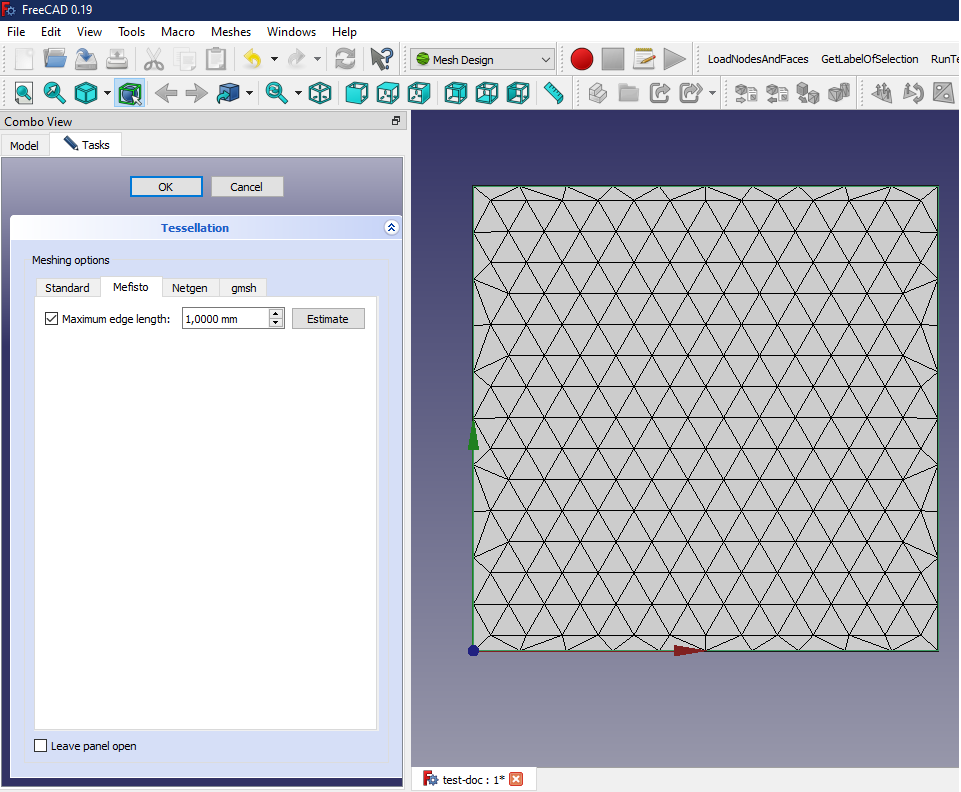 FreeCAD 0.19
File Edit View Tools Macro Meshes Windows Help
Mesh Design LoadNodesAndFaces GetLabelOfSelection RunTe
Combo View
Model Tasks
OK Cancel
Tessellation
Meshing options
Standard Mefisto Netgen gmsh
Maximum edge length: 1,0000 mm Estimate
Leave panel open
test-doc : 1*